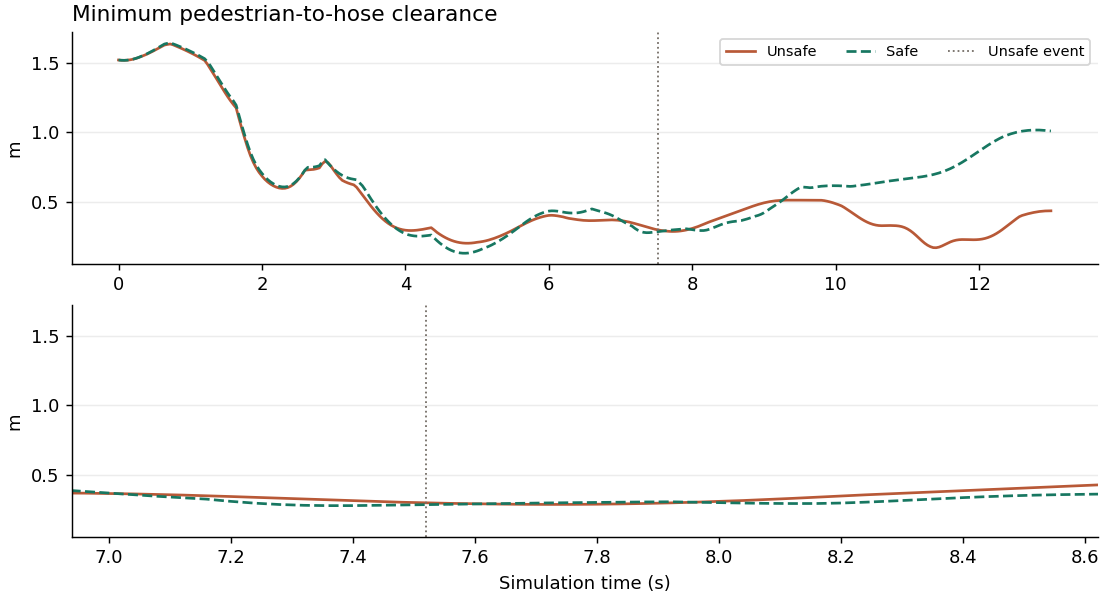 Minimum pedestrian-to-hose clearance
Unsafe Safe Unsafe event
1.5
1.0
0.5
m
0 2 4 6 8 10 12
1.5
1.0
0.5
m
7.0 7.2 7.4 7.6 7.8 8.0 8.2 8.4 8.6
Simulation time (s)